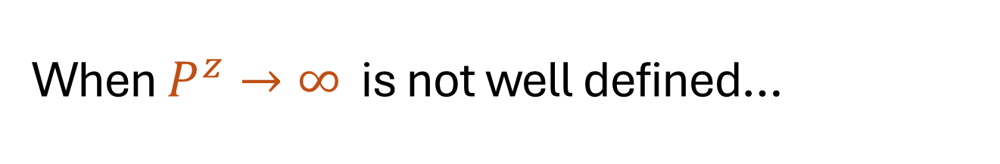 When P^z → ∞ is not well defined...